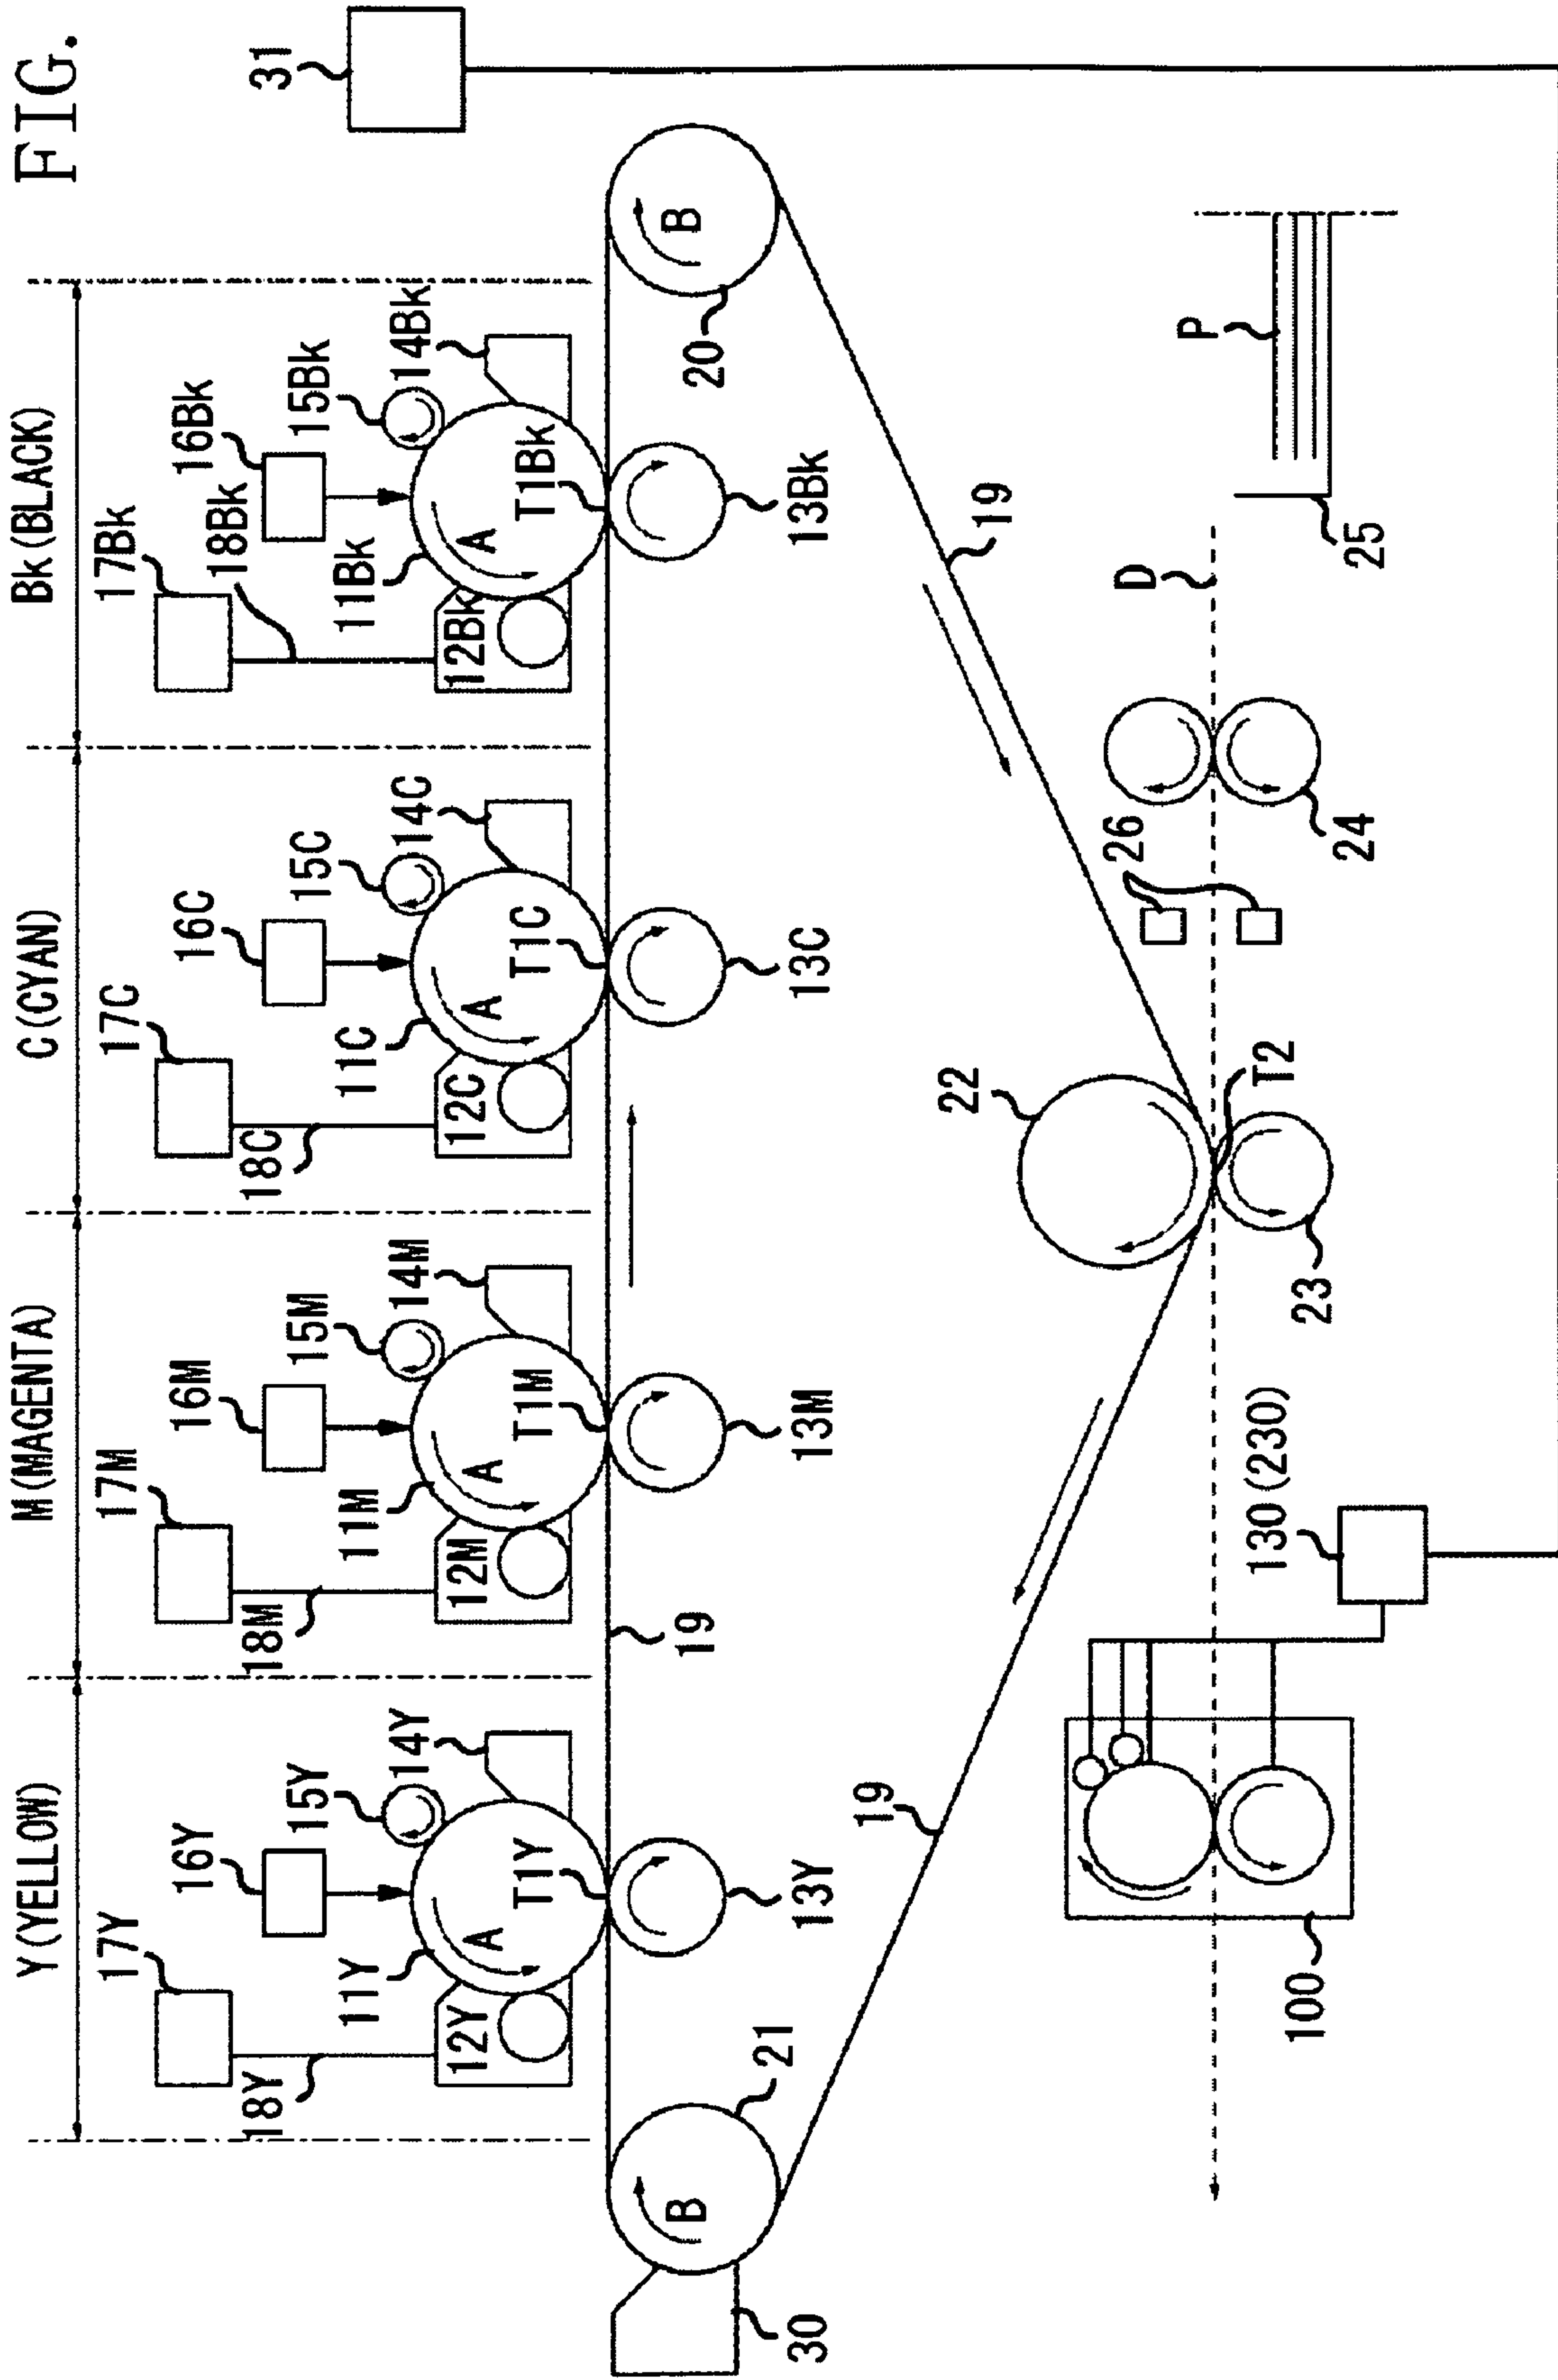 FIG.
Y(YELLOW)
M(MAGENTA)
C(CYAN)
Bk(BLACK)
17Y
16Y
15Y
14Y
18Y
11Y
12Y
A
T1Y
13Y
17M
16M
15M
14M
18M
11M
12M
A
T1M
13M
17C
16C
15C
14C
18C
11C
12C
A
T1C
13C
17Bk
16Bk
15Bk
14Bk
18Bk
11Bk
12Bk
A
T1Bk
13Bk
31
B
30
21
19
B
20
19
19
22
26
24
D
P
25
T2
23
130(230)
100